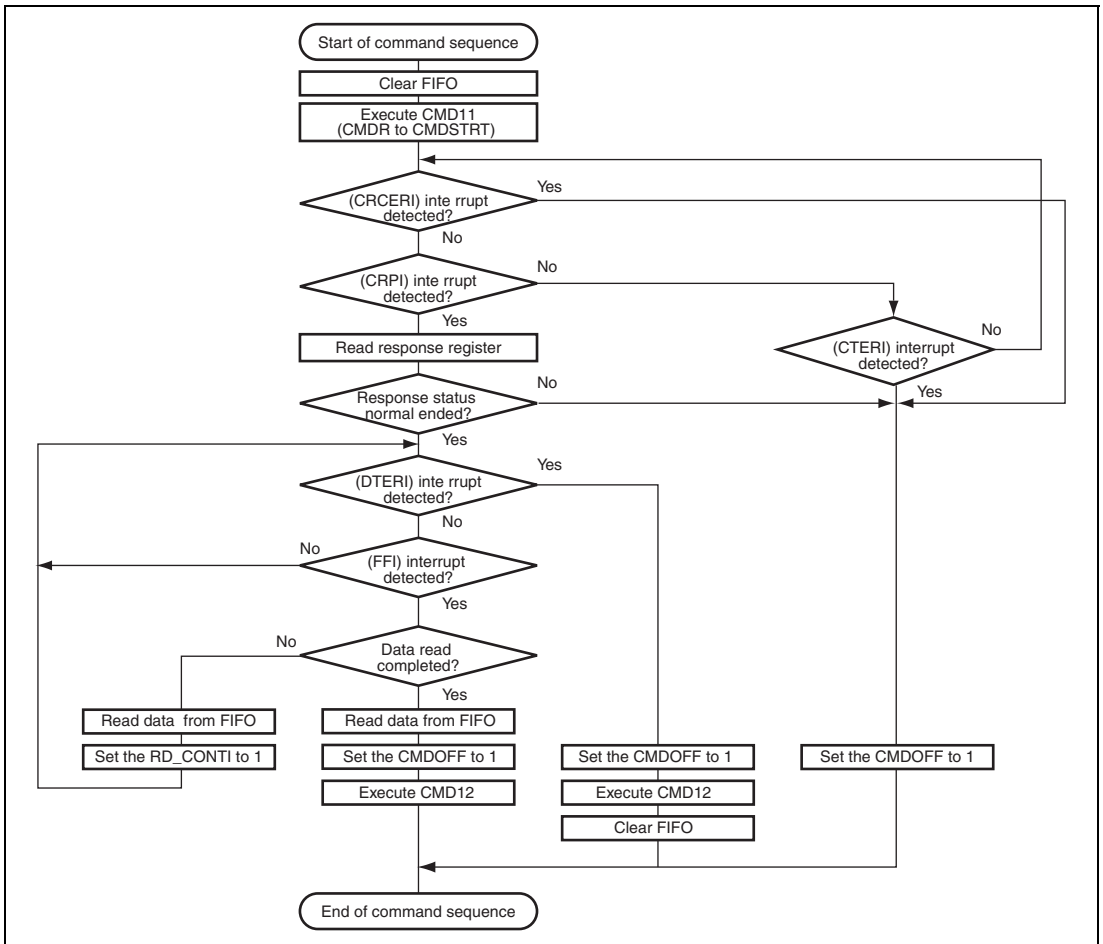 Start of command sequence
Clear FIFO
Execute CMD11
(CMDR to CMDSTRT)
(CRCERI) inte rrupt
detected?
Yes
No
(CRPI) inte rrupt
detected?
No
Yes
(CTERI) interrupt
detected?
No
Yes
Read response register
Response status
normal ended?
No
Yes
(DTERI) inte rrupt
detected?
Yes
No
(FFI) interrupt
detected?
No
Yes
Data read
completed?
No
Yes
Read data from FIFO
Set the RD_CONTI to 1
Read data from FIFO
Set the CMDOFF to 1
Execute CMD12
Set the CMDOFF to 1
Execute CMD12
Clear FIFO
Set the CMDOFF to 1
End of command sequence